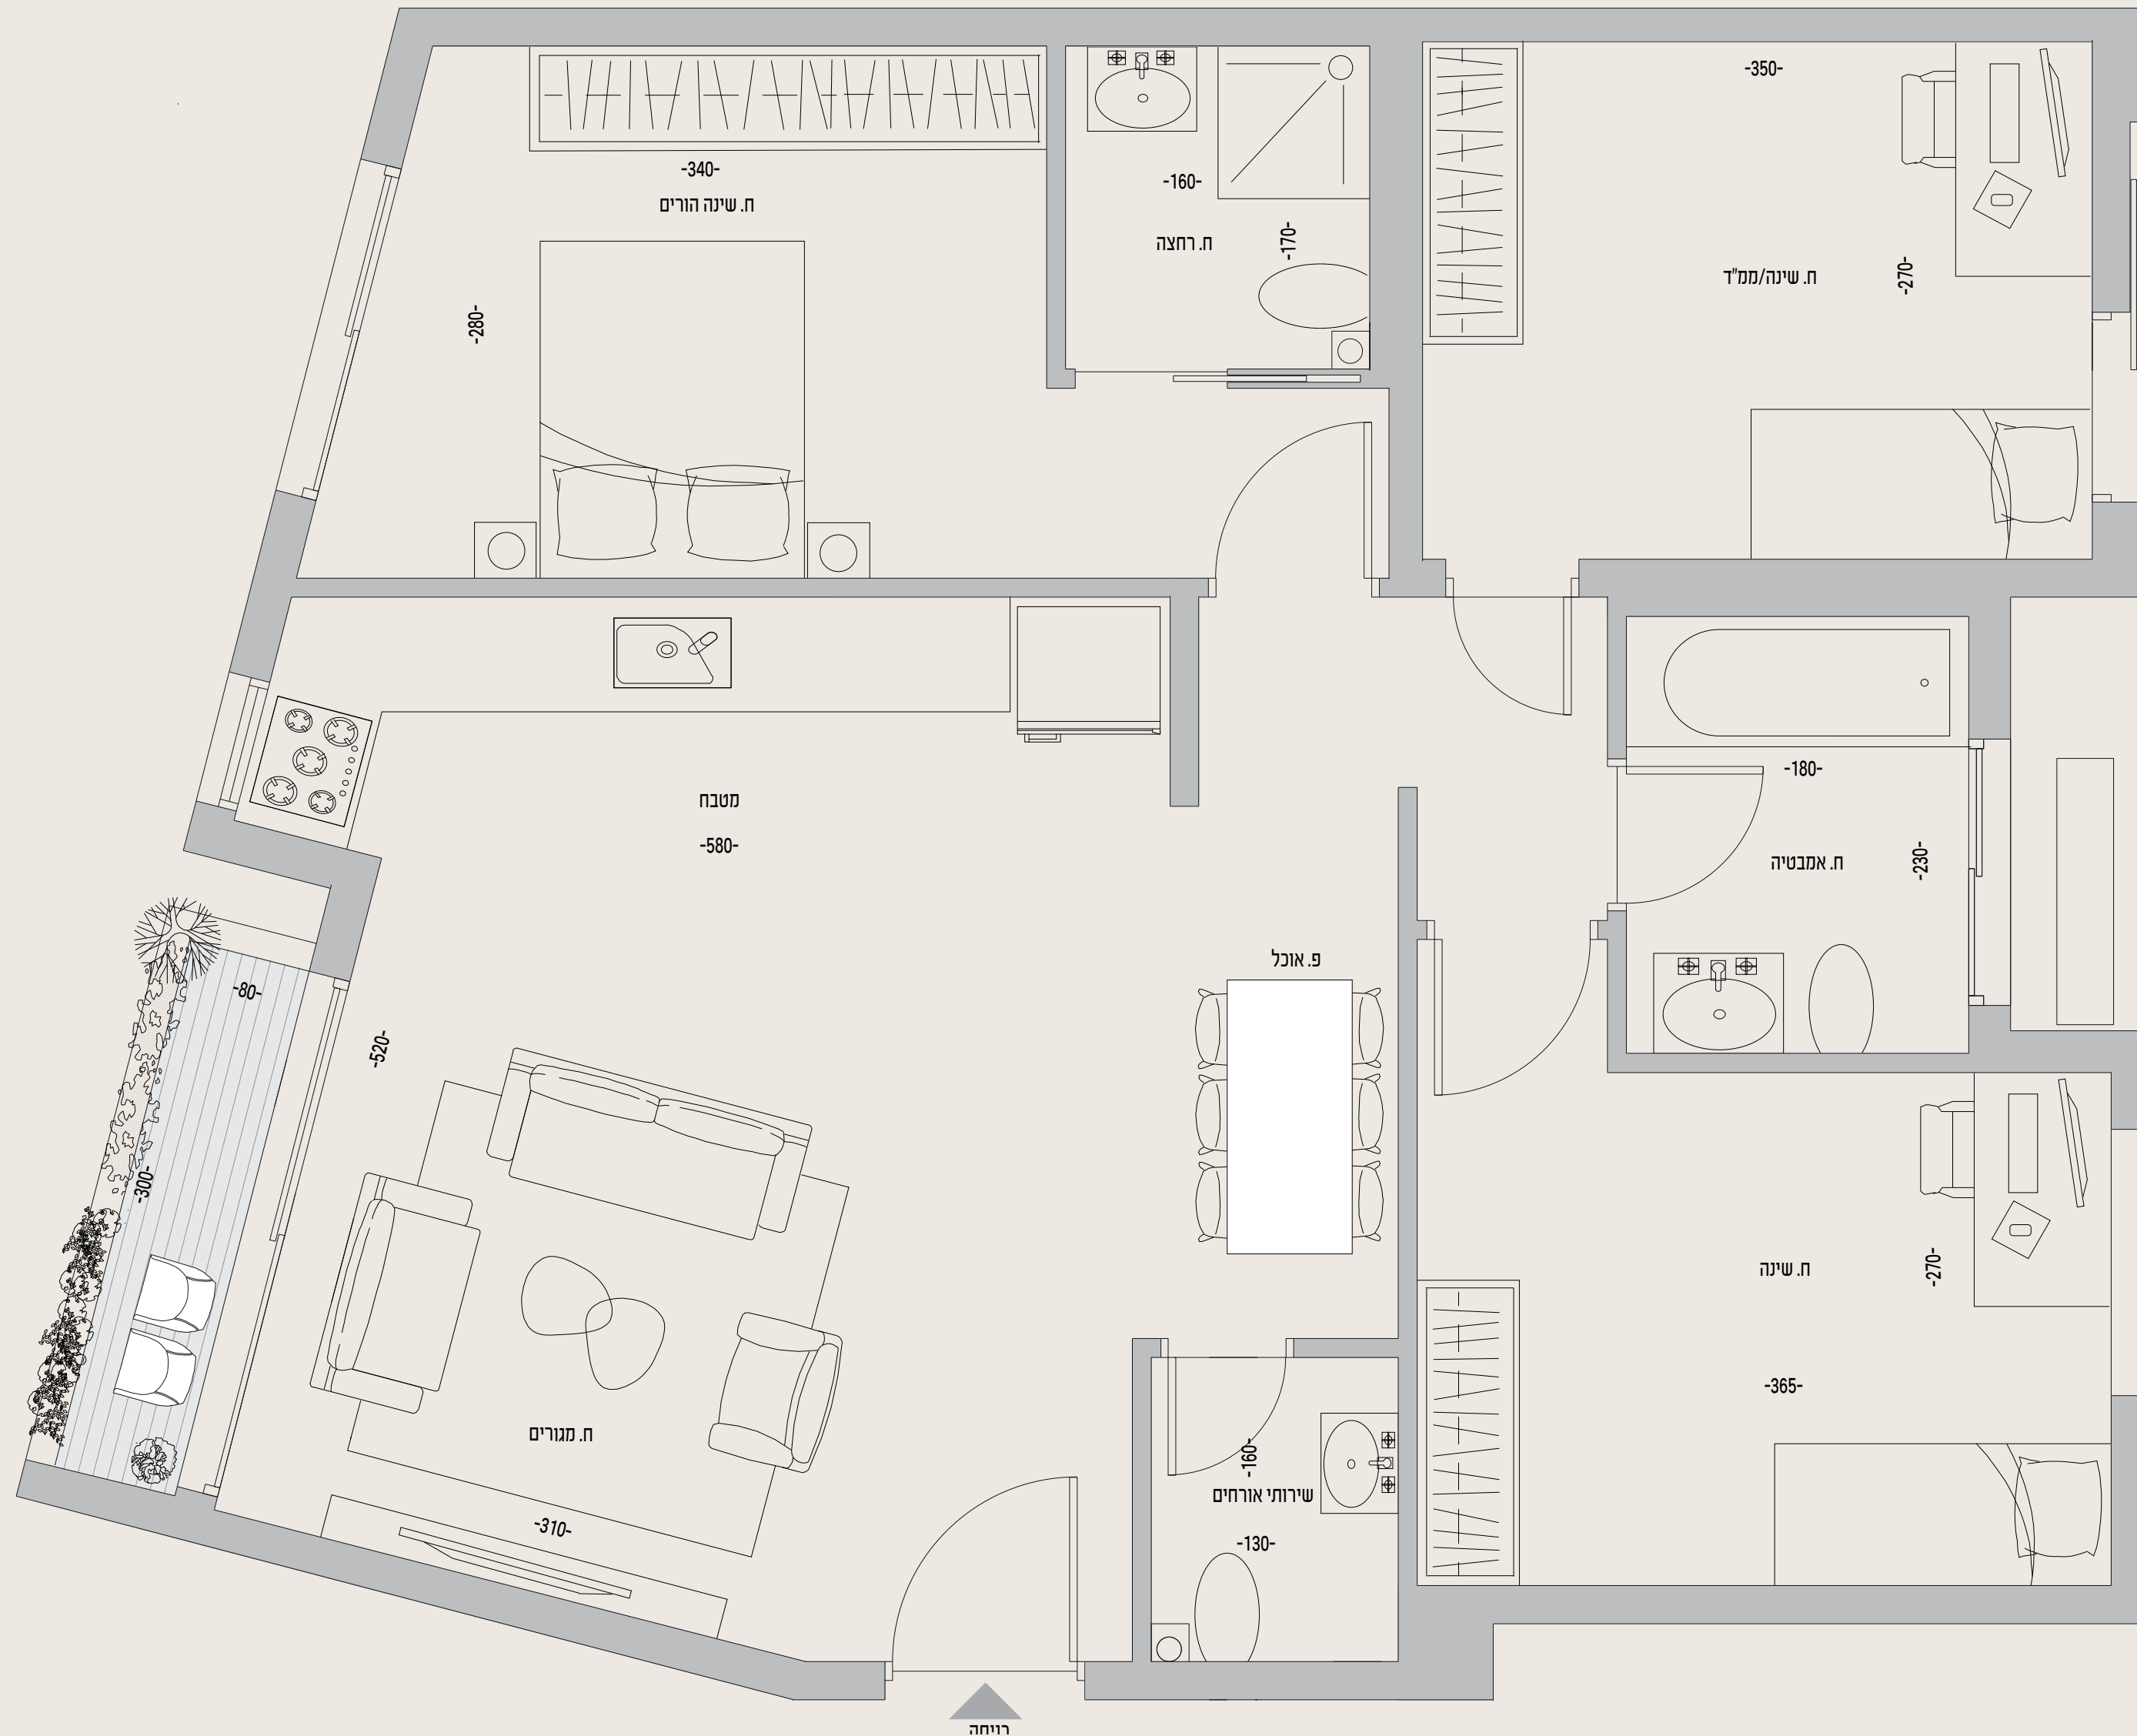 -340-
ח. שינה הורים
-280-
-160-
ח. רחצה
-170-
-350-
ח. שינה/ממ"ד
-270-
מטבח
-580-
-180-
ח. אמבטיה
-230-
פ. אוכל
-80-
-520-
-300-
ח. מגורים
-310-
-160-
שירותי אורחים
-130-
ח. שינה
-270-
-365-